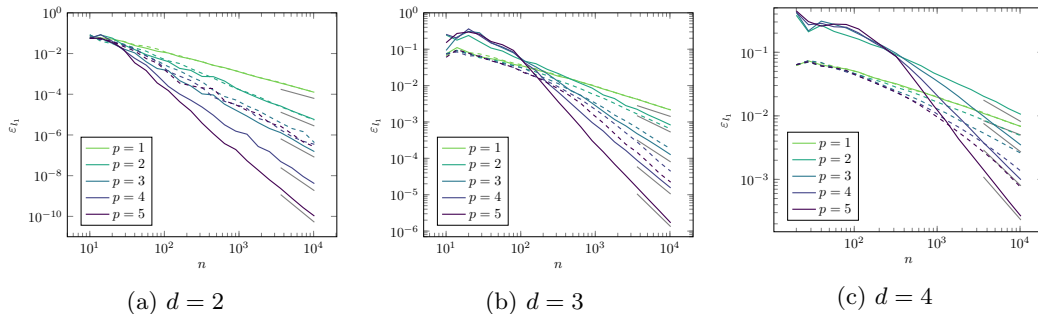 10^0
10^-2
10^-4
10^-6
10^-8
10^-10
ε_{l_1}
p = 1
p = 2
p = 3
p = 4
p = 5
10^1 10^2 10^3 10^4
n
(a) d = 2
10^0
10^-1
10^-2
10^-3
10^-4
10^-5
10^-6
ε_{l_1}
p = 1
p = 2
p = 3
p = 4
p = 5
10^1 10^2 10^3 10^4
n
(b) d = 3
10^-1
10^-2
10^-3
ε_{l_1}
p = 1
p = 2
p = 3
p = 4
p = 5
10^2 10^3 10^4
n
(c) d = 4